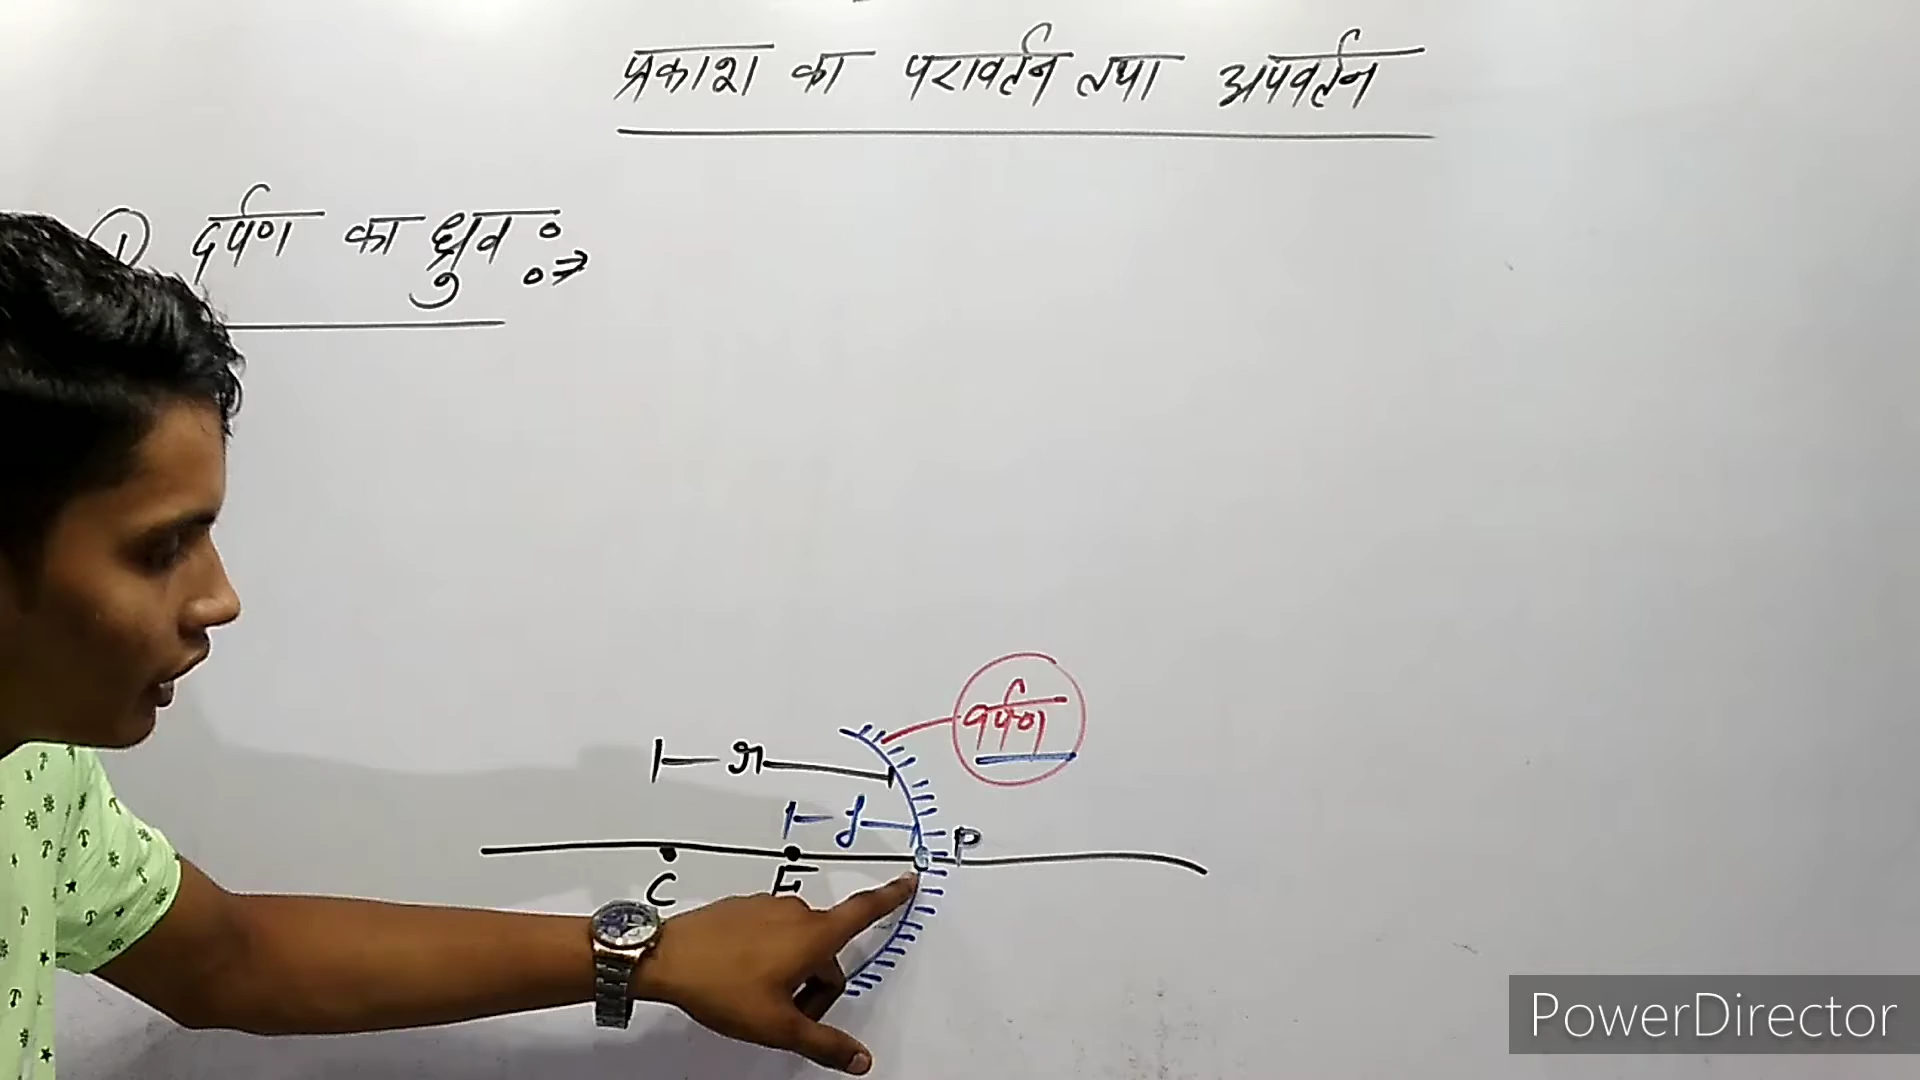 प्रकाश का परावर्तन तथा अपवर्तन
① दर्पण का ध्रुव :⇒
दर्पण
r
f
P
C
F
PowerDirector